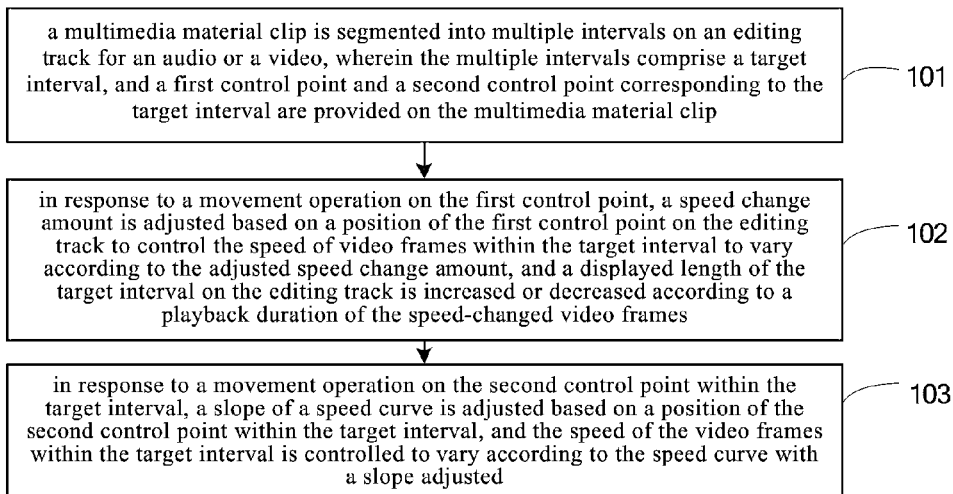 a multimedia material clip is segmented into multiple intervals on an editing
track for an audio or a video, wherein the multiple intervals comprise a target
interval, and a first control point and a second control point corresponding to the
target interval are provided on the multimedia material clip
101
in response to a movement operation on the first control point, a speed change
amount is adjusted based on a position of the first control point on the editing
track to control the speed of video frames within the target interval to vary
according to the adjusted speed change amount, and a displayed length of the
target interval on the editing track is increased or decreased according to a
playback duration of the speed-changed video frames
102
in response to a movement operation on the second control point within the
target interval, a slope of a speed curve is adjusted based on a position of the
second control point within the target interval, and the speed of the video frames
within the target interval is controlled to vary according to the speed curve with
a slope adjusted
103